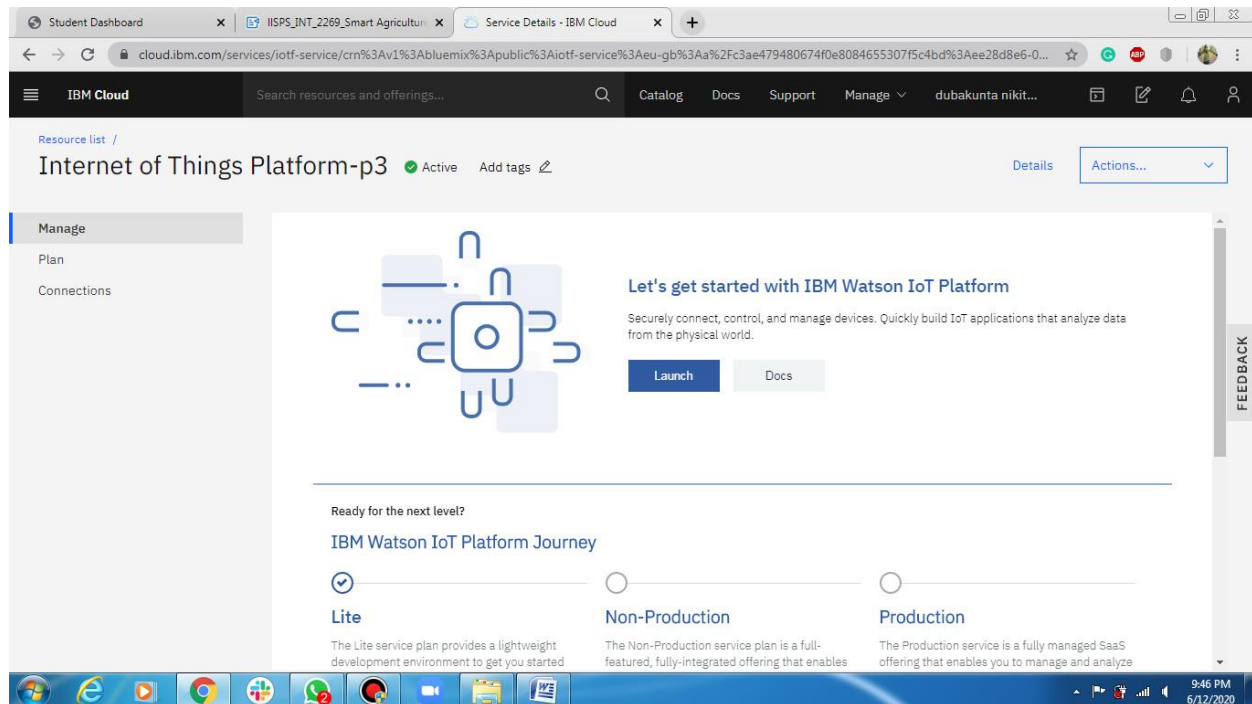 Student Dashboard
IISPS_INT_2269_Smart Agricultur
Service Details - IBM Cloud
cloud.ibm.com/services/iotf-service/crn%3Av1%3Abluemix%3Apublic%3Aiotf-service%3Aeu-gb%3Aa%2Fc3ae479480674f0e8084655307f5c4bd%3Aee28d8e6-0...
ABP
IBM Cloud
Search resources and offerings...
Catalog Docs Support Manage dubakunta nikit...
Resource list /
Internet of Things Platform-p3 Active Add tags
Details Actions...
Manage
Plan
Connections
Let's get started with IBM Watson IoT Platform
Securely connect, control, and manage devices. Quickly build IoT applications that analyze data
from the physical world.
Launch Docs
FEEDBACK
Ready for the next level?
IBM Watson IoT Platform Journey
Lite
The Lite service plan provides a lightweight
development environment to get you started
Non-Production
The Non-Production service plan is a full-
featured, fully-integrated offering that enables
Production
The Production service is a fully managed SaaS
offering that enables you to manage and analyze
2
9:46 PM
6/12/2020